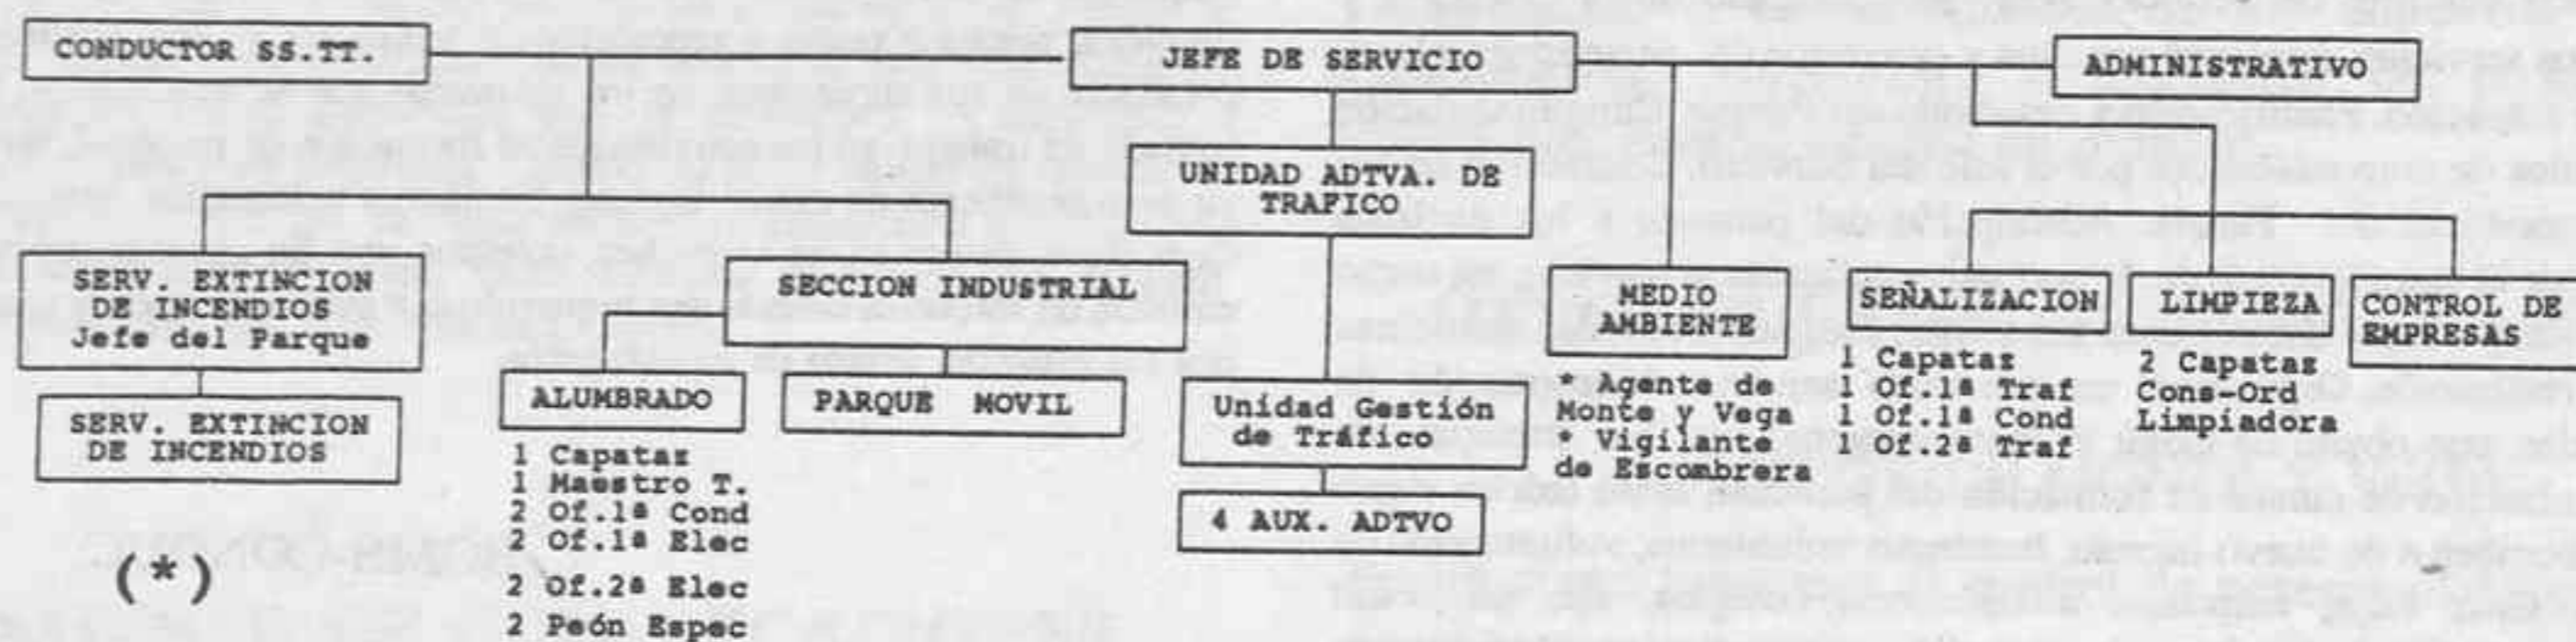 CONDUCTOR SS.TT.
JEFE DE SERVICIO
ADMINISTRATIVO
UNIDAD ADTVA. DE
TRAFICO
SERV. EXTINCION
DE INCENDIOS
Jefe del Parque
SECCION INDUSTRIAL
MEDIO
AMBIENTE
SEÑALIZACION
LIMPIEZA
CONTROL DE
EMPRESAS
SERV. EXTINCION
DE INCENDIOS
ALUMBRADO
PARQUE MOVIL
Unidad Gestión
de Tráfico
* Agente de
Monte y Vega
* Vigilante
de Escombrera
1 Capataz
1 Of.1ª Traf
1 Of.1ª Cond
1 Of.2ª Traf
2 Capataz
Cons-Ord
Limpiadora
1 Capataz
1 Maestro T.
2 Of.1ª Cond
2 Of.1ª Elec
2 Of.2ª Elec
2 Peón Espec
4 AUX. ADTVO
(*)